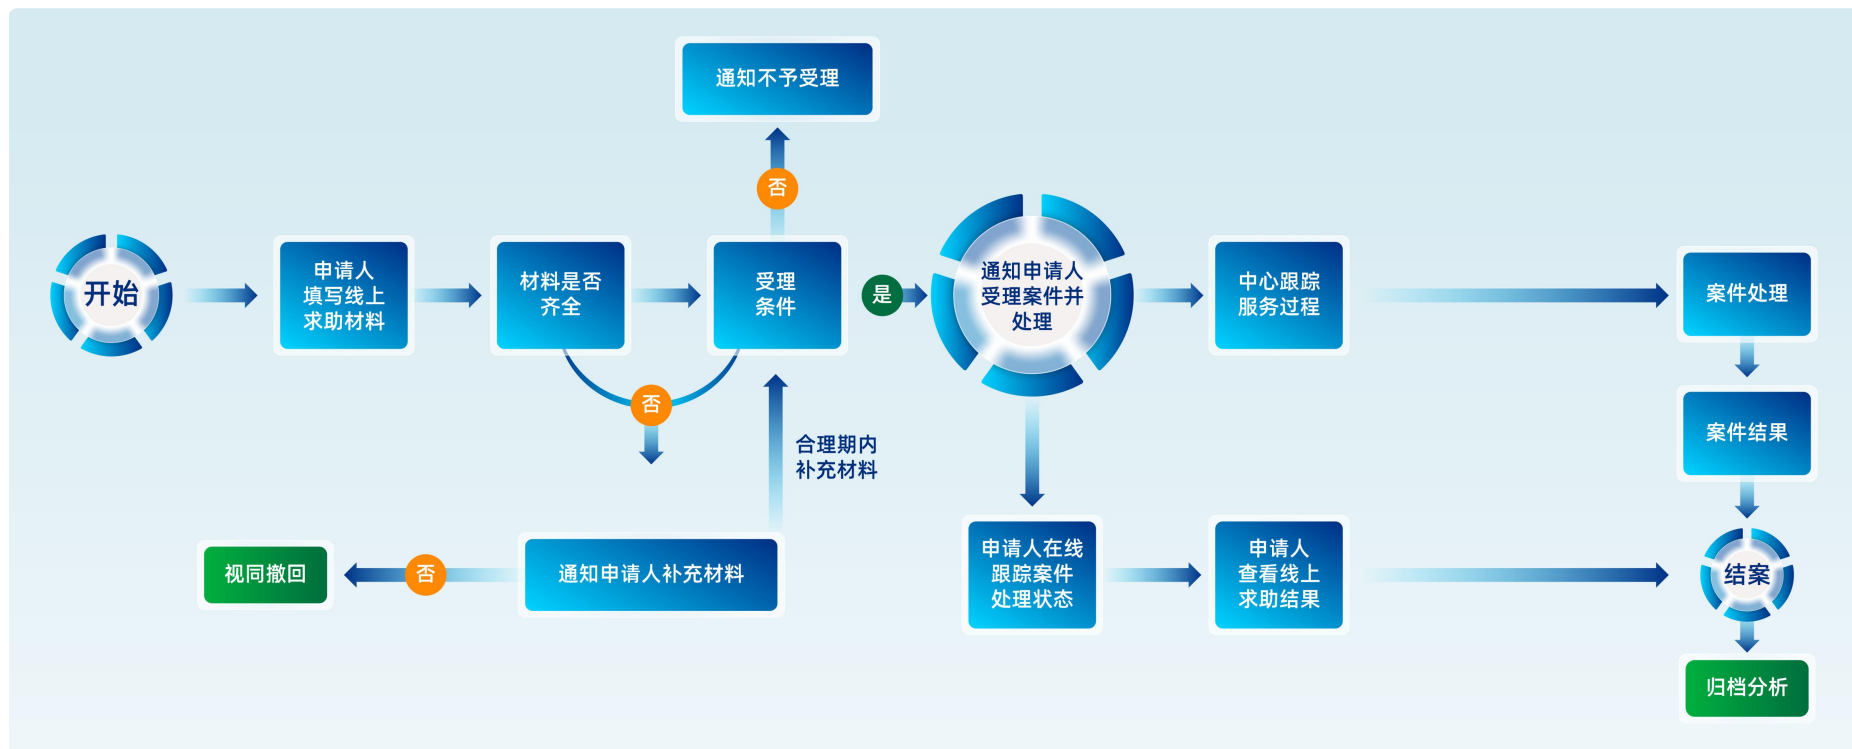 通知不予受理
否
开始
申请人
填写线上
求助材料
材料是否
齐全
受理
条件
是
通知申请人
受理案件并
处理
中心跟踪
服务过程
案件处理
否
合理期内
补充材料
案件结果
视同撤回
否
通知申请人补充材料
申请人在线
跟踪案件
处理状态
申请人
查看线上
求助结果
结案
归档分析